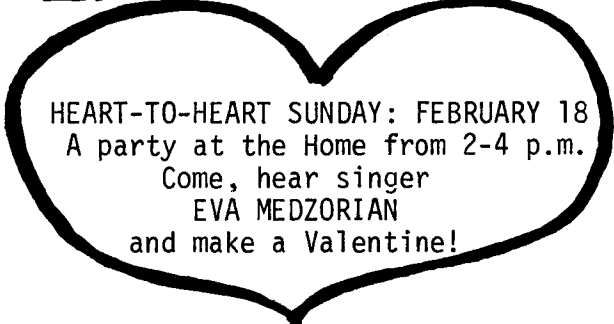 HEART-TO-HEART SUNDAY: FEBRUARY 18
A party at the Home from 2-4 p.m.
Come, hear singer
EVA MEDZORIAN
and make a Valentine!